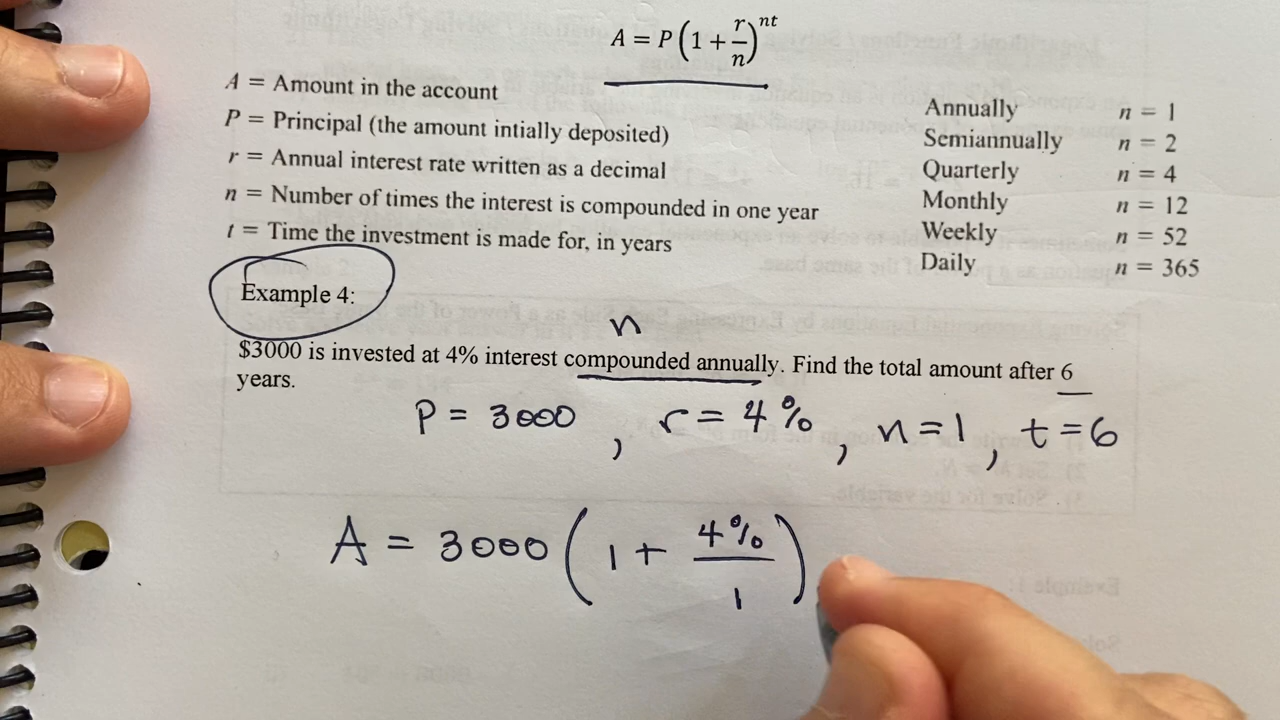 A = P(1 + r/n)^nt
A = Amount in the account
P = Principal (the amount intially deposited)
r = Annual interest rate written as a decimal
n = Number of times the interest is compounded in one year
t = Time the investment is made for, in years
Annually n = 1
Semiannually n = 2
Quarterly n = 4
Monthly n = 12
Weekly n = 52
Daily n = 365
Example 4:
n
$3000 is invested at 4% interest compounded annually. Find the total amount after 6
years.
P = 3000 , r = 4% , n = 1 , t = 6
A = 3000 (1 + 4%/1)